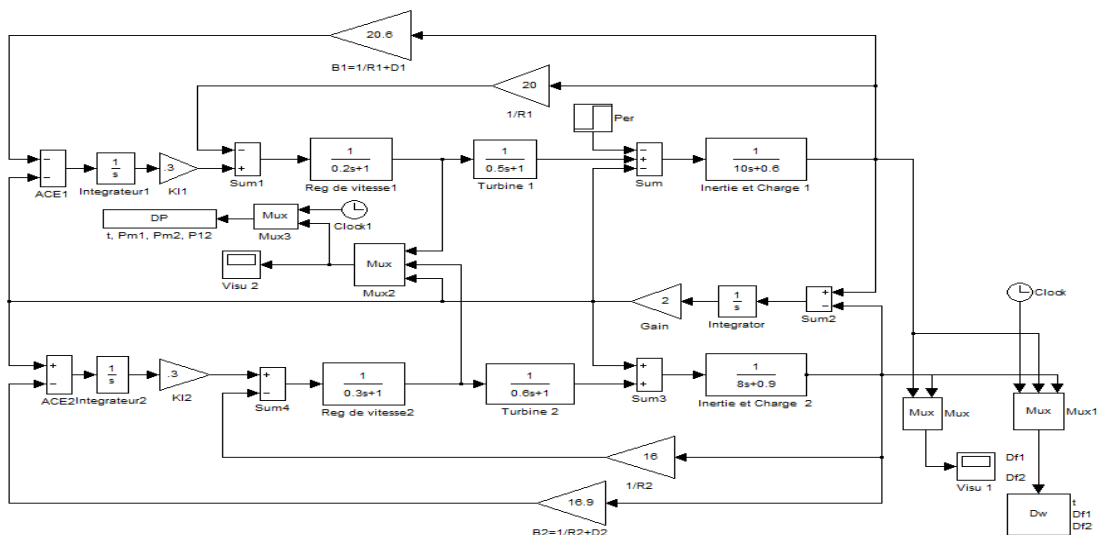 20.6
B1=1/R1+D1
20
1/R1
Per
1
s
Integrateur1
ACE1
.3
KI1
Sum1
1
0.2s+1
Reg de vitesse1
1
0.5s+1
Turbine 1
Sum
1
10s+0.6
Inertie et Charge 1
DP
t, Pm1, Pm2, P12
Mux
Mux3
Clock1
Visu 2
Mux
Mux2
2
Gain
1
s
Integrator
Sum2
Clock
ACE2
1
s
Integrateur2
.3
KI2
Sum4
1
0.3s+1
Reg de vitesse2
1
0.6s+1
Turbine 2
Sum3
1
8s+0.9
Inertie et Charge 2
Mux
Mux
Mux
Mux1
16
1/R2
Df1
Df2
Visu 1
16.9
B2=1/R2+D2
Dw
t
Df1
Df2